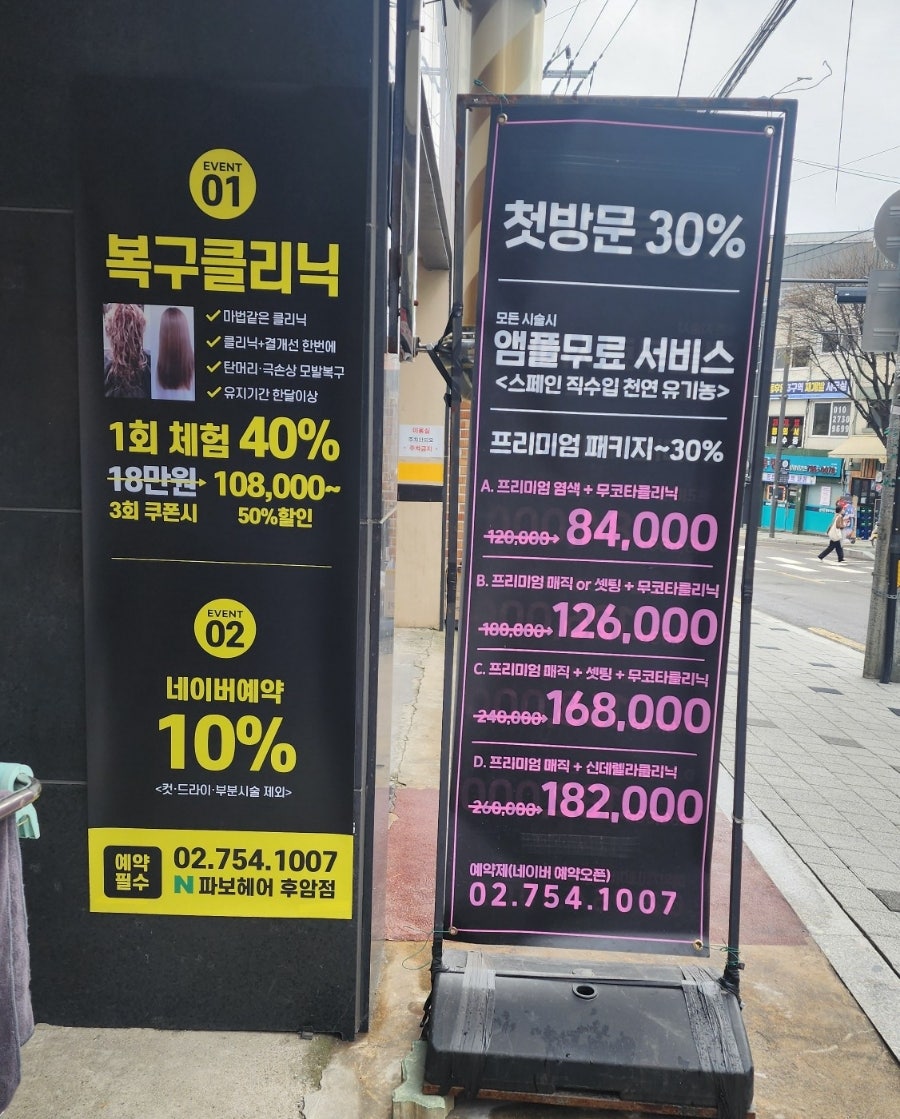 EVENT
01
복구클리닉
마법같은 클리닉
클리닉+결개선 한번에
탄머리·극손상 모발복구
유지기간 한달이상
1회 체험 40%
18만원→ 108,000~
3회 쿠폰시 50%할인
EVENT
02
네이버예약
10%
<컷·드라이·부분시술 제외>
예약
필수
02.754.1007
N 파보헤어 후암점
첫방문 30%
모든 시술시
앰플무료 서비스
<스페인 직수입 천연 유기농>
프리미엄 패키지~30%
A. 프리미엄 염색 + 무코타클리닉
120,000→ 84,000
B. 프리미엄 매직 or 셋팅 + 무코타클리닉
180,000→ 126,000
C. 프리미엄 매직 + 셋팅 + 무코타클리닉
240,000→ 168,000
D. 프리미엄 매직 + 신데렐라클리닉
260,000→ 182,000
예약제(네이버 예약오픈)
02.754.1007
주차금지
010
2730
9699